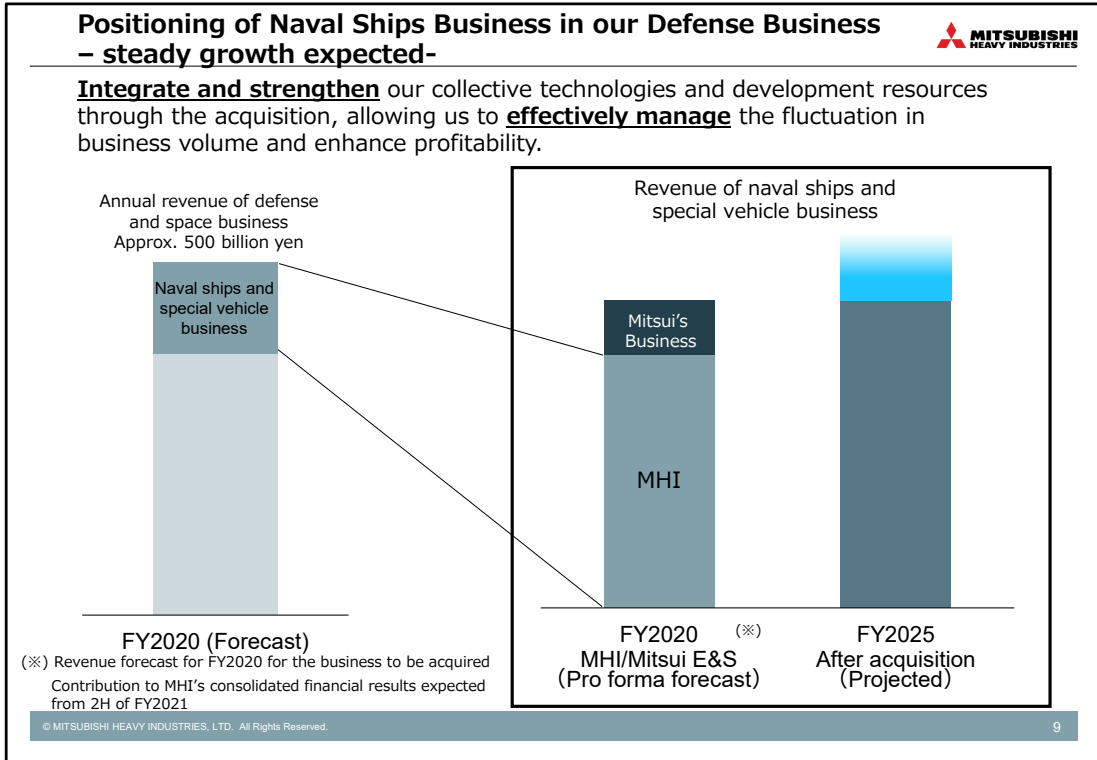 Positioning of Naval Ships Business in our Defense Business
– steady growth expected-
MITSUBISHI
HEAVY INDUSTRIES
Integrate and strengthen our collective technologies and development resources
through the acquisition, allowing us to effectively manage the fluctuation in
business volume and enhance profitability.
Annual revenue of defense
and space business
Approx. 500 billion yen
Naval ships and
special vehicle
business
FY2020 (Forecast)
(※) Revenue forecast for FY2020 for the business to be acquired
Contribution to MHI’s consolidated financial results expected
from 2H of FY2021
Revenue of naval ships and
special vehicle business
Mitsui’s
Business
MHI
FY2020 (※)
MHI/Mitsui E&S
（Pro forma forecast）
FY2025
After acquisition
（Projected）
© MITSUBISHI HEAVY INDUSTRIES, LTD. All Rights Reserved.
9